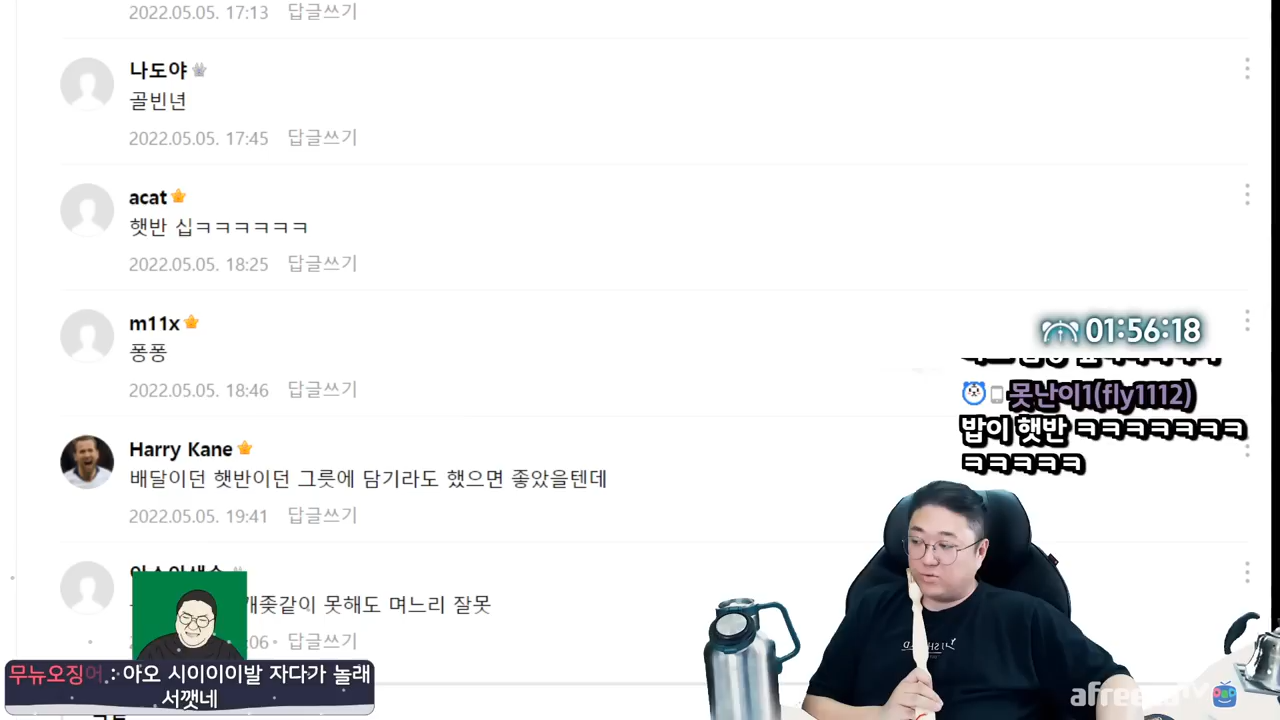 2022.05.05. 17:13 답글쓰기
나도야
골빈년
2022.05.05. 17:45 답글쓰기
acat
햇반 십ㅋㅋㅋㅋㅋㅋ
2022.05.05. 18:25 답글쓰기
m11x
퐁퐁
2022.05.05. 18:46 답글쓰기
Harry Kane
배달이던 햇반이던 그릇에 담기라도 했으면 좋았을텐데
2022.05.05. 19:41 답글쓰기
개좆같이 못해도 며느리 잘못
:06 답글쓰기
01:56:18
못난이1(fly1112)
밥이 햇반 ㅋㅋㅋㅋㅋㅋㅋ
ㅋㅋㅋㅋㅋ
무뉴오징어 : 아오 시이이이발 자다가 놀래
서깻네